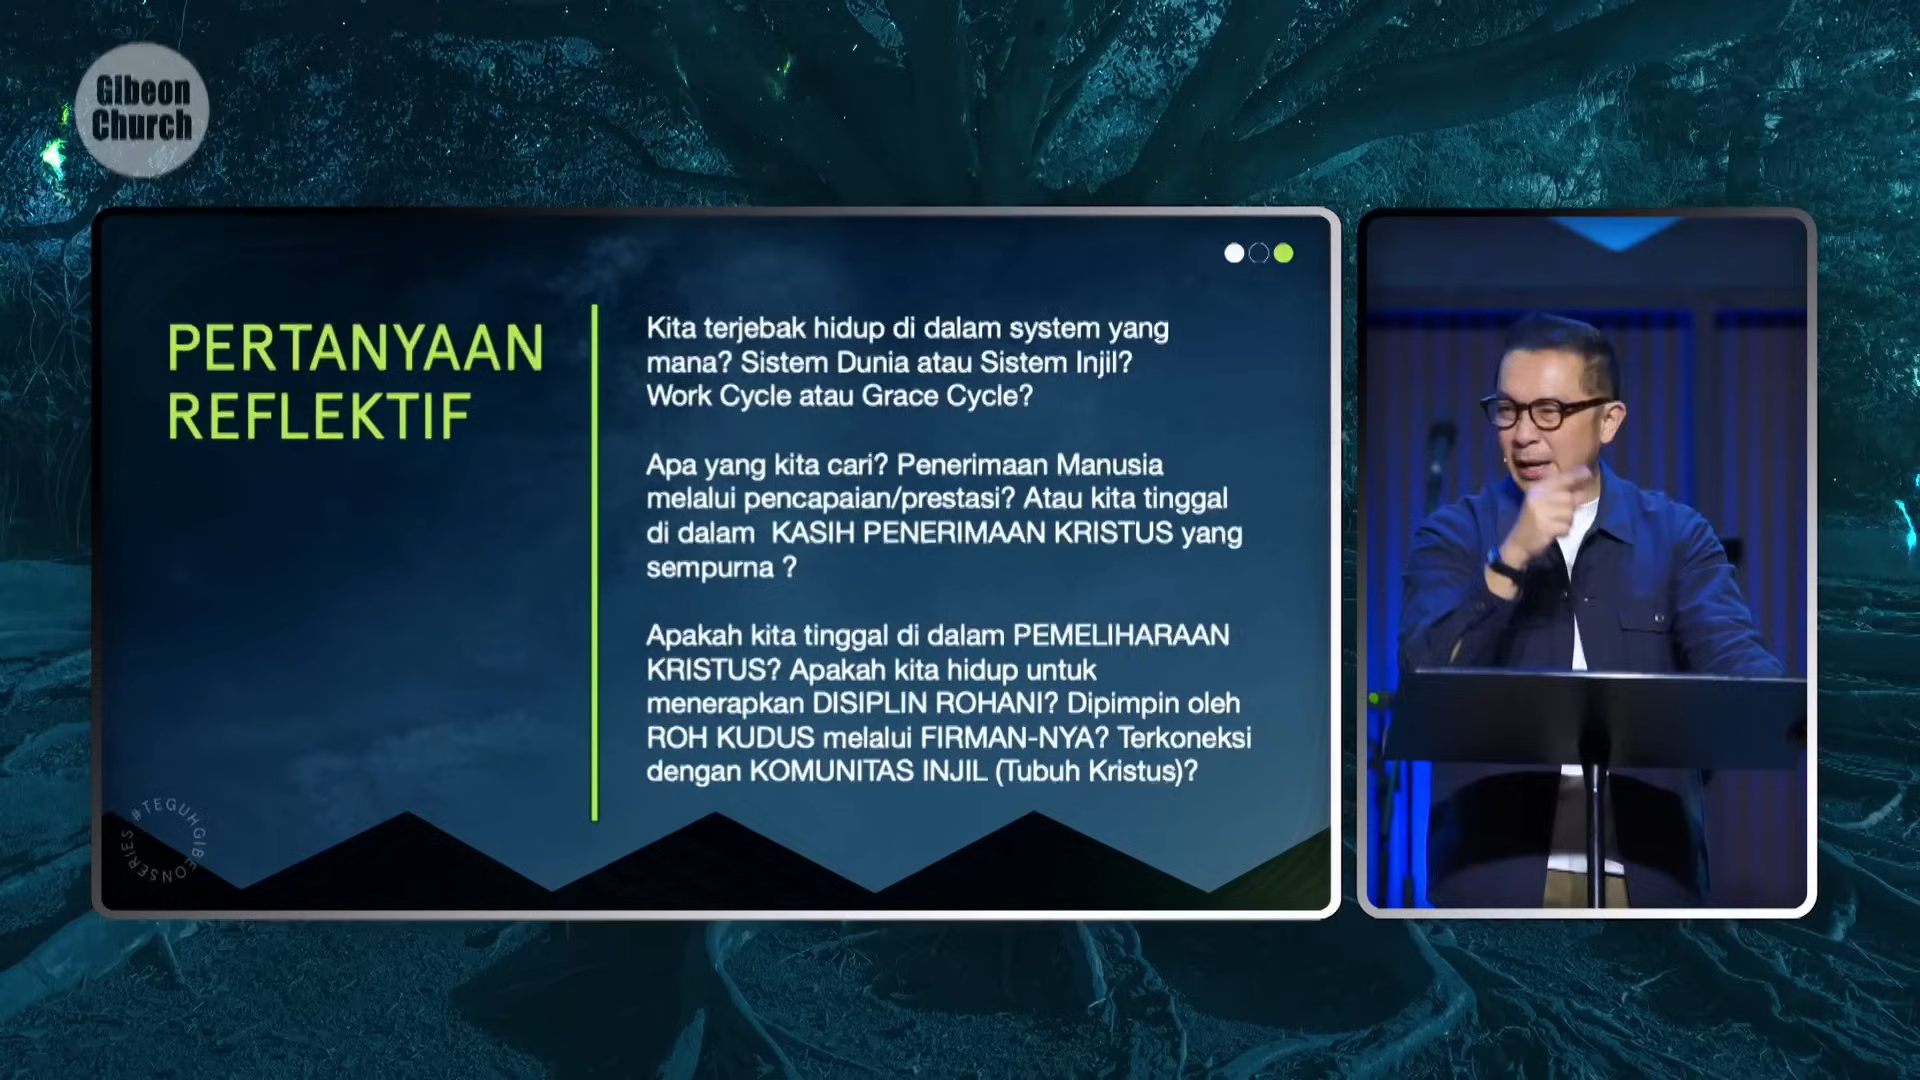 Gibeon
Church
PERTANYAAN
REFLEKTIF
Kita terjebak hidup di dalam system yang
mana? Sistem Dunia atau Sistem Injil?
Work Cycle atau Grace Cycle?
Apa yang kita cari? Penerimaan Manusia
melalui pencapaian/prestasi? Atau kita tinggal
di dalam  KASIH PENERIMAAN KRISTUS yang
sempurna ?
Apakah kita tinggal di dalam PEMELIHARAAN
KRISTUS? Apakah kita hidup untuk
menerapkan DISIPLIN ROHANI? Dipimpin oleh
ROH KUDUS melalui FIRMAN-NYA? Terkoneksi
dengan KOMUNITAS INJIL (Tubuh Kristus)?
#TEGUHGIBEONSERIES